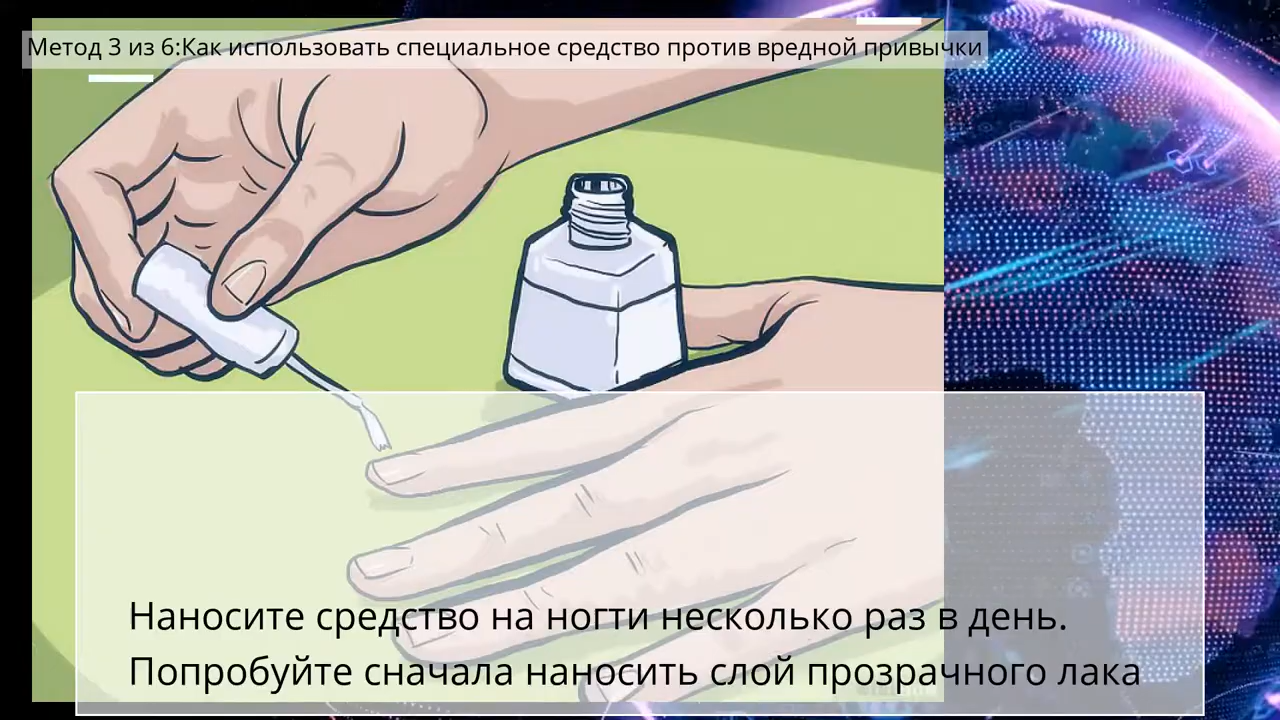 Метод 3 из 6:Как использовать специальное средство против вредной привычки
Наносите средство на ногти несколько раз в день.
Попробуйте сначала наносить слой прозрачного лака